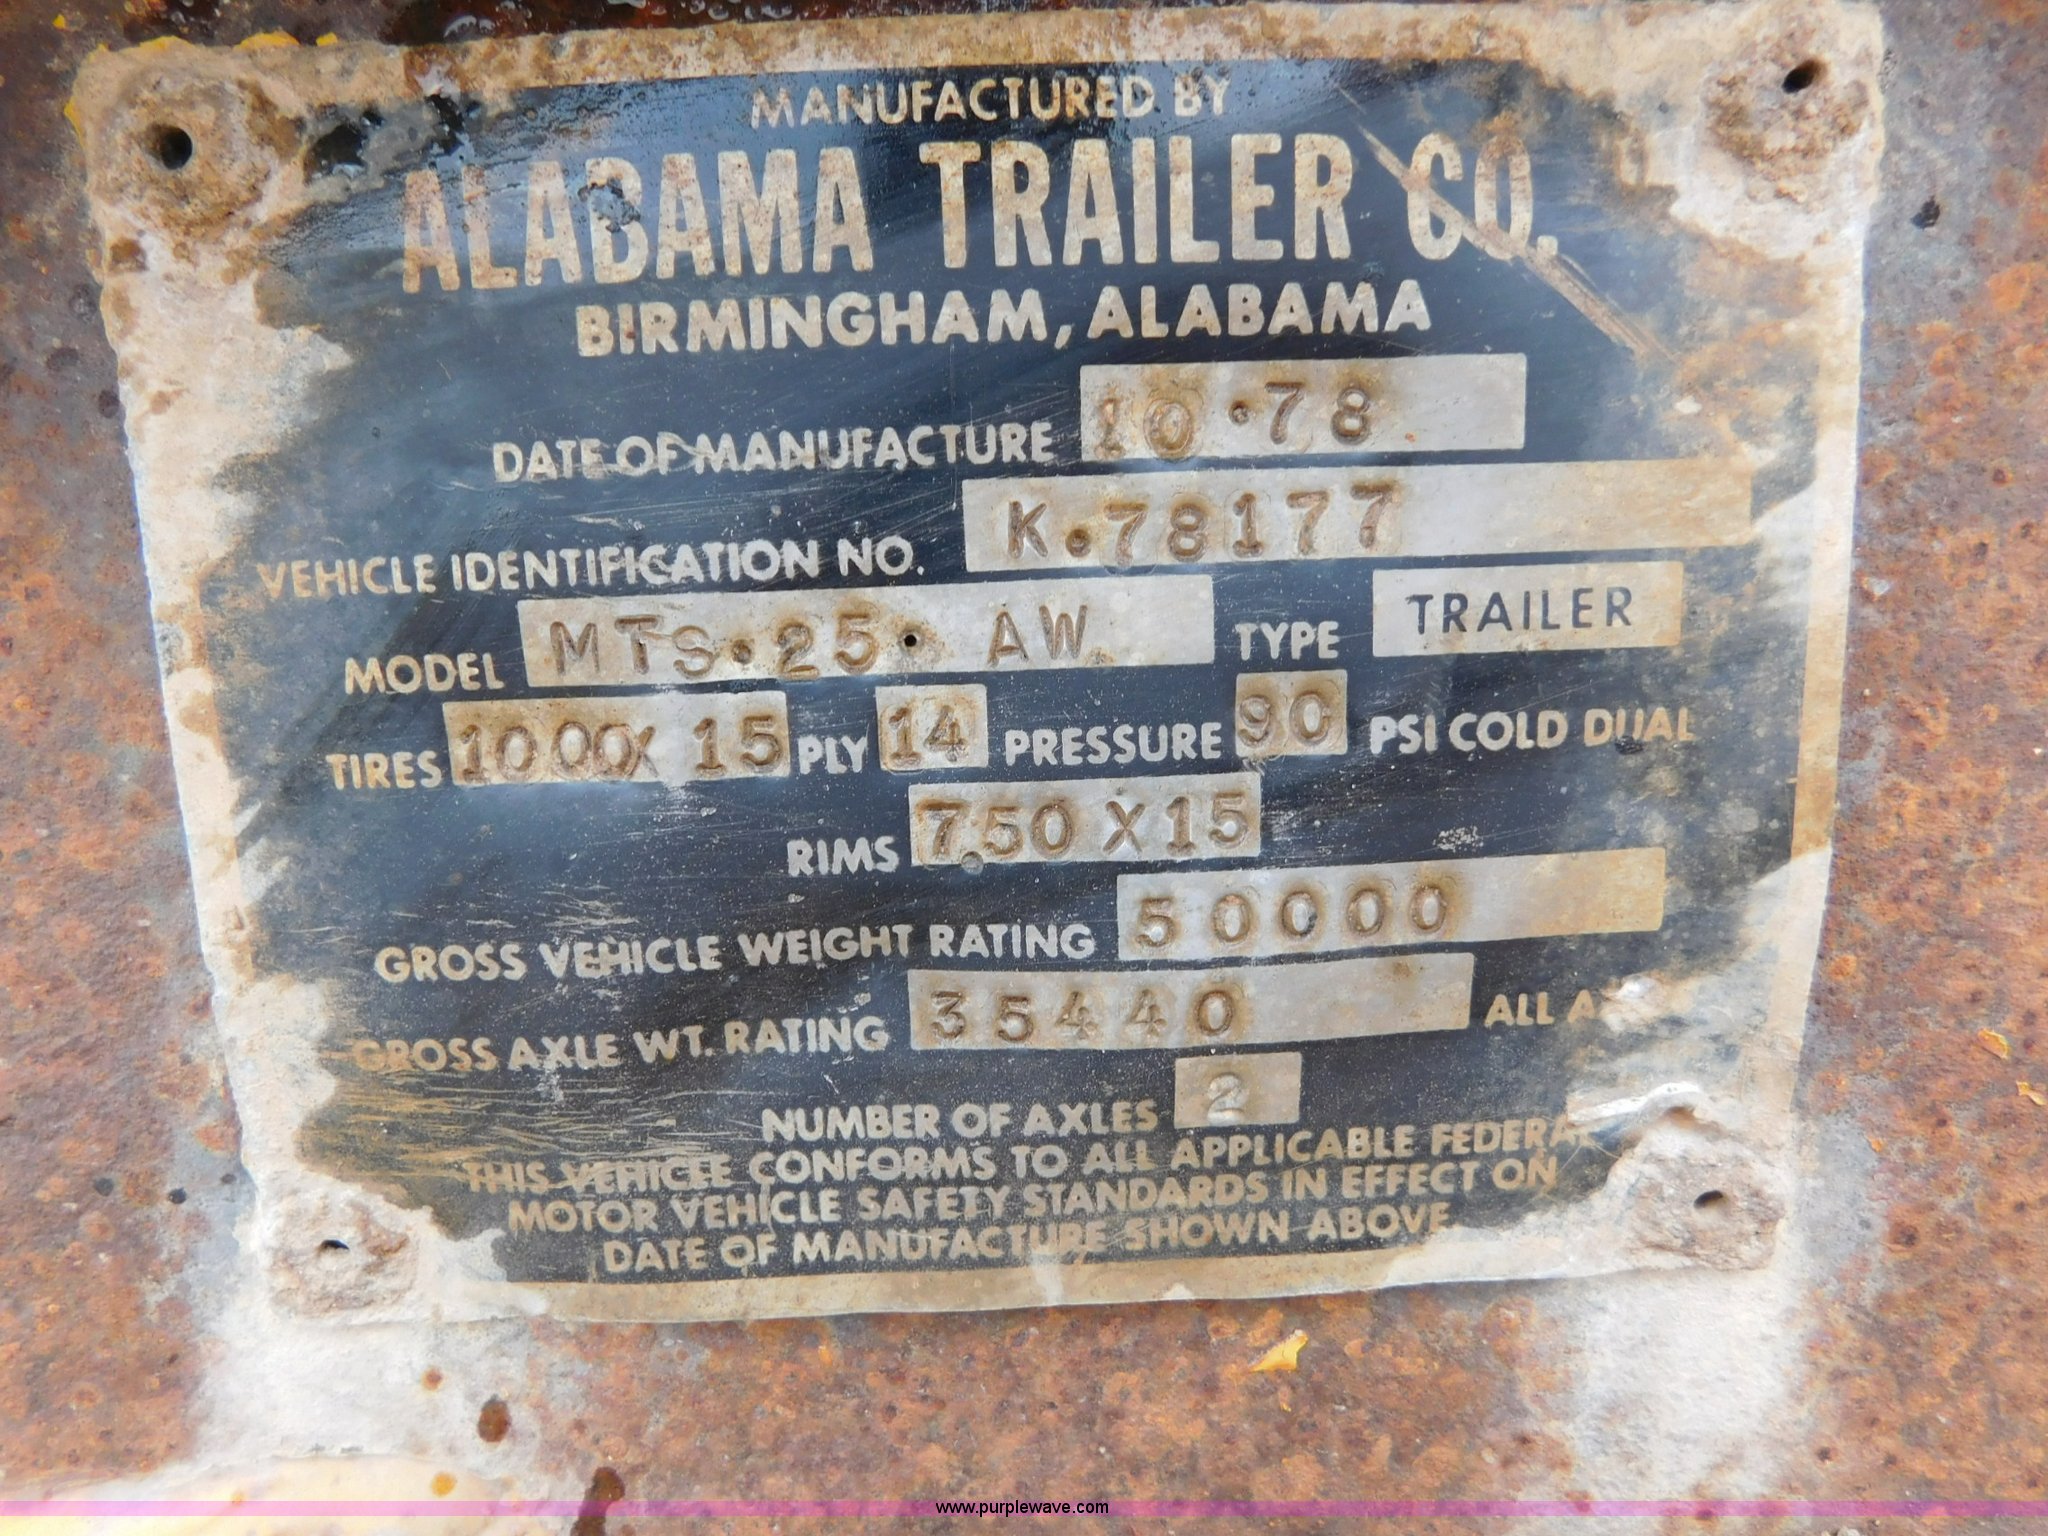 MANUFACTURED BY
ALABAMA TRAILER CO.
BIRMINGHAM, ALABAMA
DATE OF MANUFACTURE 10·78
VEHICLE IDENTIFICATION NO. K·78177
MODEL MTS·25· AW TYPE TRAILER
TIRES 1000X 15 PLY 14 PRESSURE 90 PSI COLD DUAL
RIMS 7.50 X 15
GROSS VEHICLE WEIGHT RATING 50000
GROSS AXLE WT. RATING 35440 ALL
NUMBER OF AXLES 2
THIS VEHICLE CONFORMS TO ALL APPLICABLE FEDERAL
MOTOR VEHICLE SAFETY STANDARDS IN EFFECT ON
DATE OF MANUFACTURE SHOWN ABOVE.
www.purplewave.com